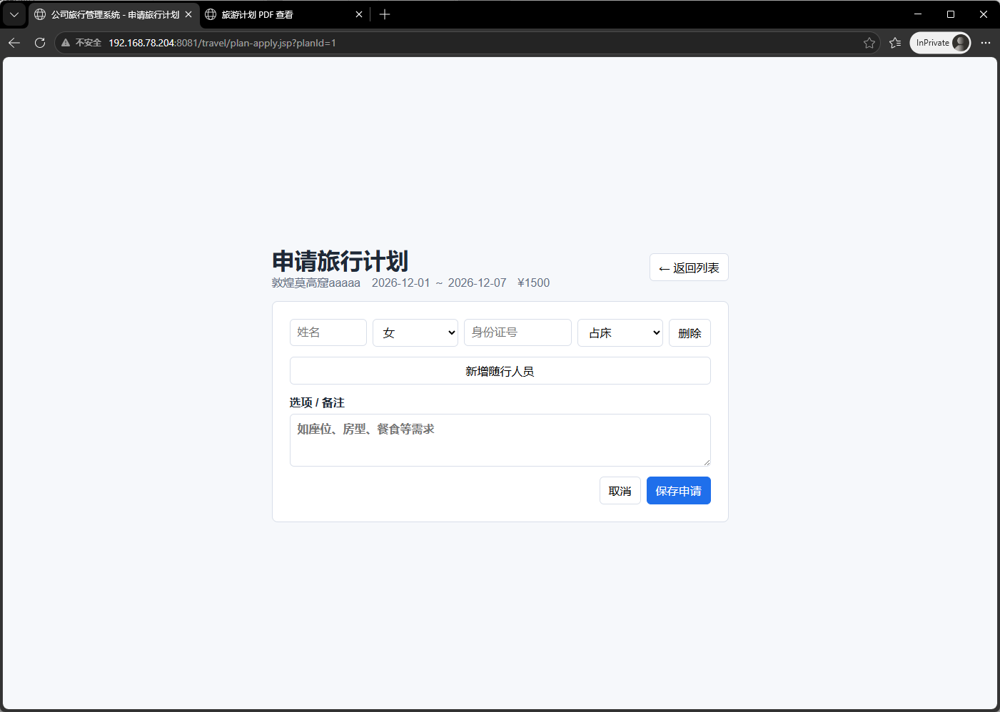 公司旅行管理系统 - 申请旅行计划
旅游计划 PDF 查看
不安全 192.168.78.204:8081/travel/plan-apply.jsp?planId=1
InPrivate
申请旅行计划
← 返回列表
敦煌莫高窟aaaaa 2026-12-01 ~ 2026-12-07 ¥1500
姓名 女 身份证号 占床 删除
新增随行人员
选项 / 备注
如座位、房型、餐食等需求
取消 保存申请